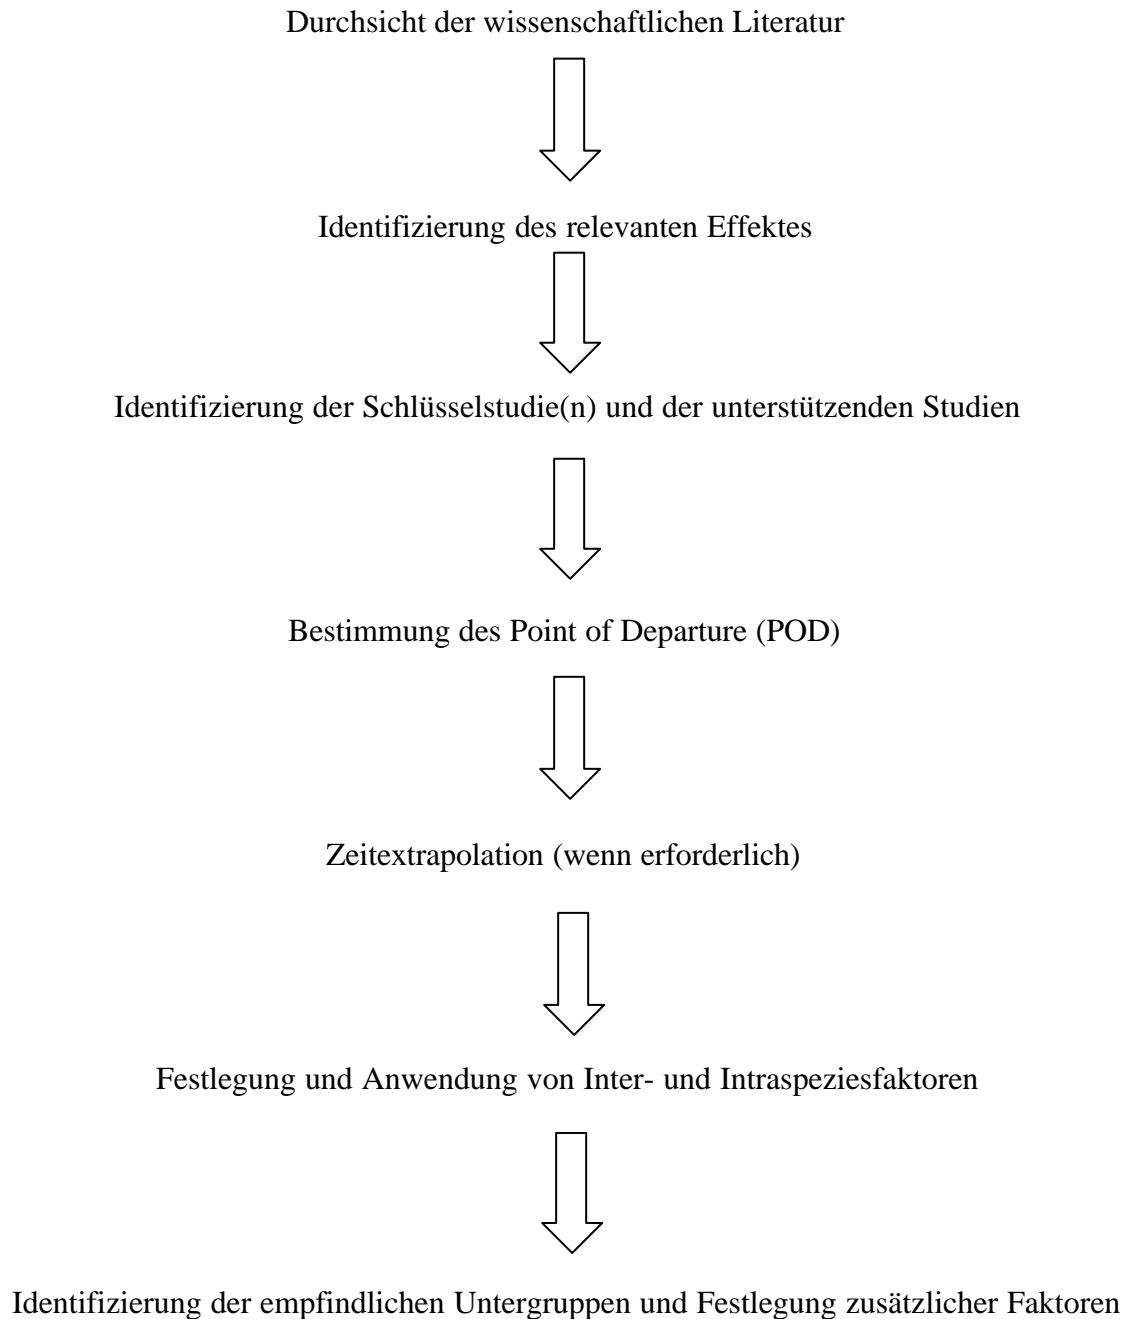 Durchsicht der wissenschaftlichen Literatur
Identifizierung des relevanten Effektes
Identifizierung der Schlüsselstudie(n) und der unterstützenden Studien
Bestimmung des Point of Departure (POD)
Zeitextrapolation (wenn erforderlich)
Festlegung und Anwendung von Inter- und Intraspeziesfaktoren
Identifizierung der empfindlichen Untergruppen und Festlegung zusätzlicher Faktoren